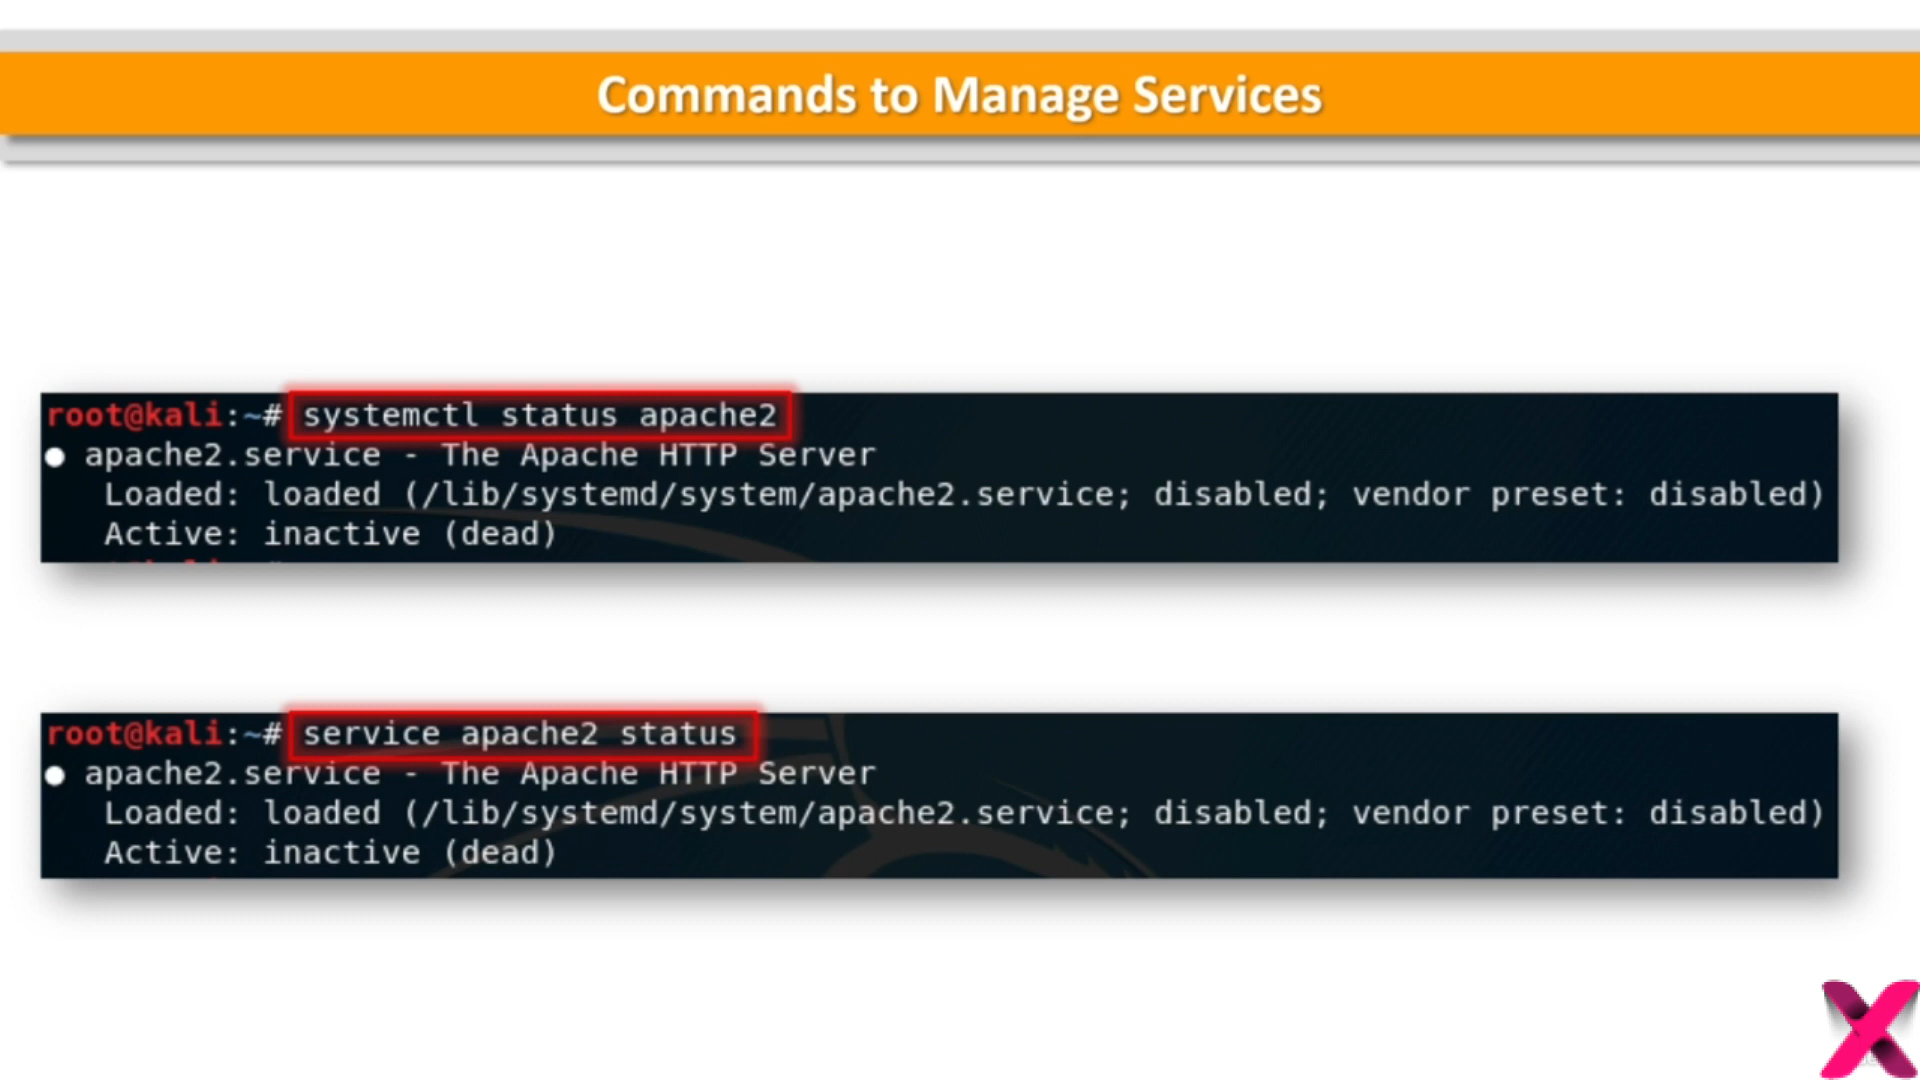 Commands to Manage Services
root@kali:~# systemctl status apache2
● apache2.service - The Apache HTTP Server
Loaded: loaded (/lib/systemd/system/apache2.service; disabled; vendor preset: disabled)
Active: inactive (dead)
root@kali:~# service apache2 status
● apache2.service - The Apache HTTP Server
Loaded: loaded (/lib/systemd/system/apache2.service; disabled; vendor preset: disabled)
Active: inactive (dead)